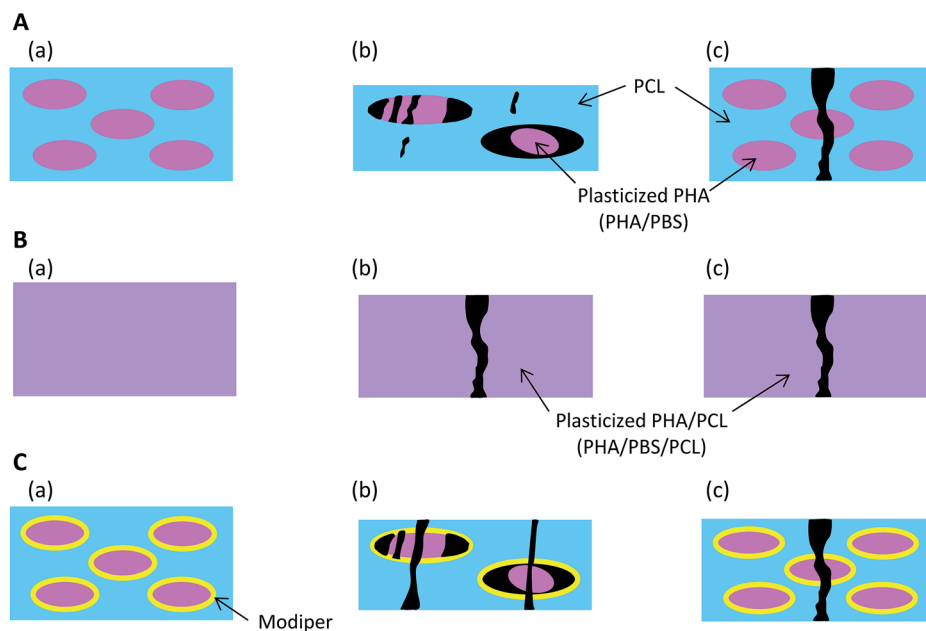 A
(a)
(b)
(c)
PCL
Plasticized PHA
(PHA/PBS)
B
(a)
(b)
(c)
Plasticized PHA/PCL
(PHA/PBS/PCL)
C
(a)
(b)
(c)
Modiper